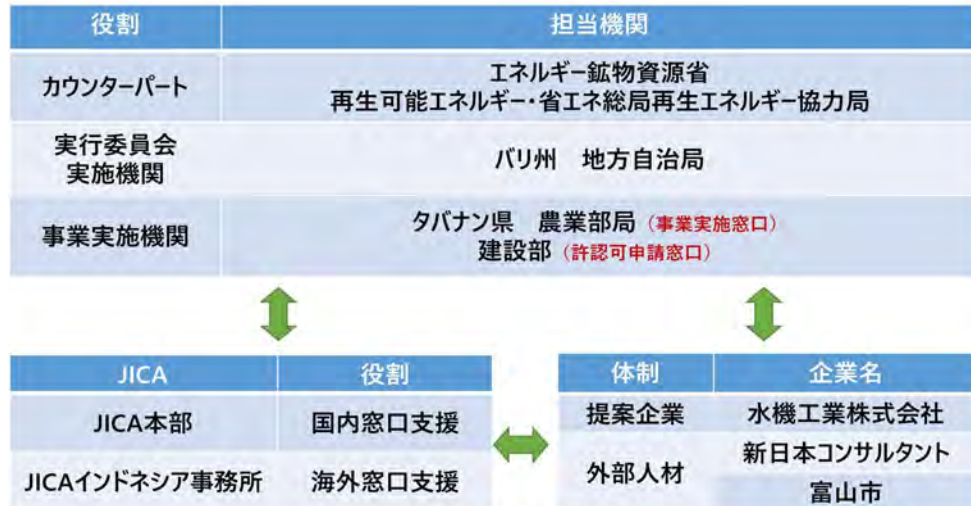 役割 担当機関
カウンターパート
エネルギー鉱物資源省
再生可能エネルギー・省エネ総局再生エネルギー協力局
実行委員会
実施機関
バリ州 地方自治局
事業実施機関
タバナン県 農業部局（事業実施窓口）
建設部（許認可申請窓口）
JICA 役割
JICA本部 国内窓口支援
JICAインドネシア事務所 海外窓口支援
体制 企業名
提案企業 水機工業株式会社
外部人材
新日本コンサルタント
富山市